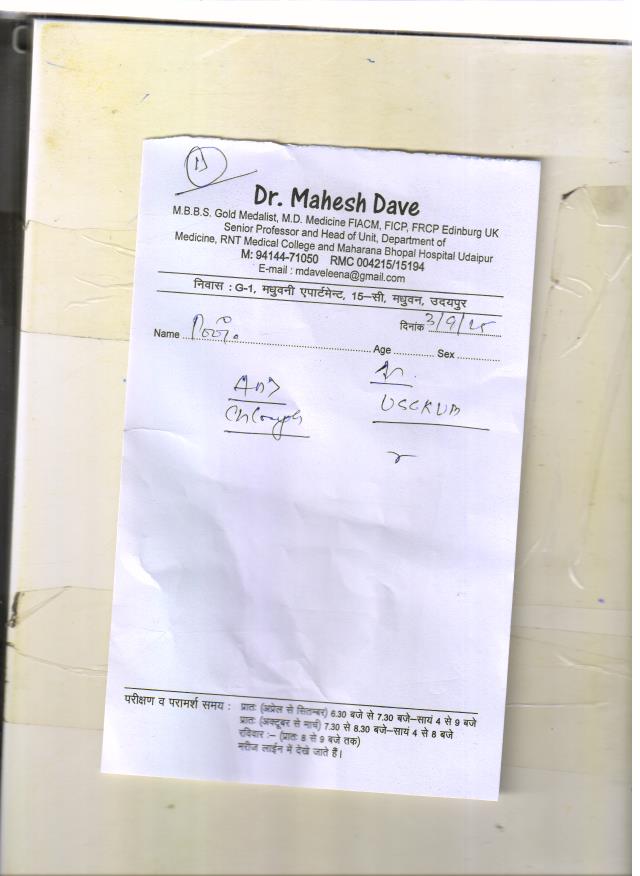 1)
Dr. Mahesh Dave
M.B.B.S. Gold Medalist, M.D. Medicine FIACM, FICP, FRCP Edinburg UK
Senior Professor and Head of Unit, Department of
Medicine, RNT Medical College and Maharana Bhopal Hospital Udaipur
M: 94144-71050 RMC 004215/15194
E-mail : mdaveleena@gmail.com
निवास : G-1, मधुवनी एपार्टमेन्ट, 15-सी, मधुवन, उदयपुर
दिनांक 3/9/25
Name Age Sex
परीक्षण व परामर्श समय : प्रातः (अप्रेल से सितम्बर) 6.30 बजे से 7.30 बजे-सायं 4 से 9 बजे
प्रातः (अक्टूबर से मार्च) 7.30 से 8.30 बजे-सायं 4 से 8 बजे
रविवार :- (प्रातः 8 से 9 बजे तक)
मरीज लाईन में देखे जाते हैं।